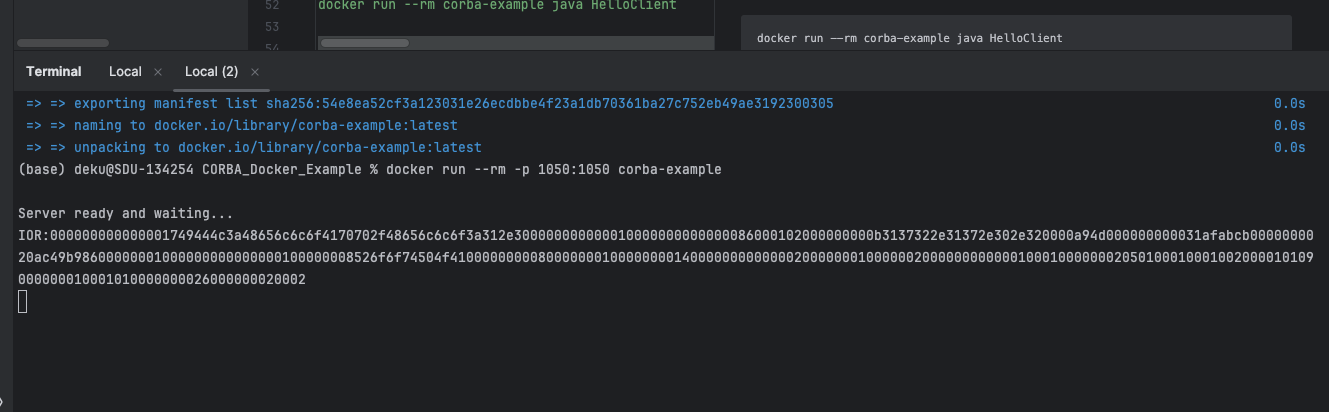 52
docker run --rm corba-example java HelloClient
53
54
docker run --rm corba-example java HelloClient
Terminal Local × Local (2) ×
=> => exporting manifest list sha256:54e8ea52cf3a123031e26ecdbbe4f23a1db70361ba27c752eb49ae3192300305 0.0s
=> => naming to docker.io/library/corba-example:latest 0.0s
=> => unpacking to docker.io/library/corba-example:latest 0.0s
(base) deku@SDU-134254 CORBA_Docker_Example % docker run --rm -p 1050:1050 corba-example
Server ready and waiting...